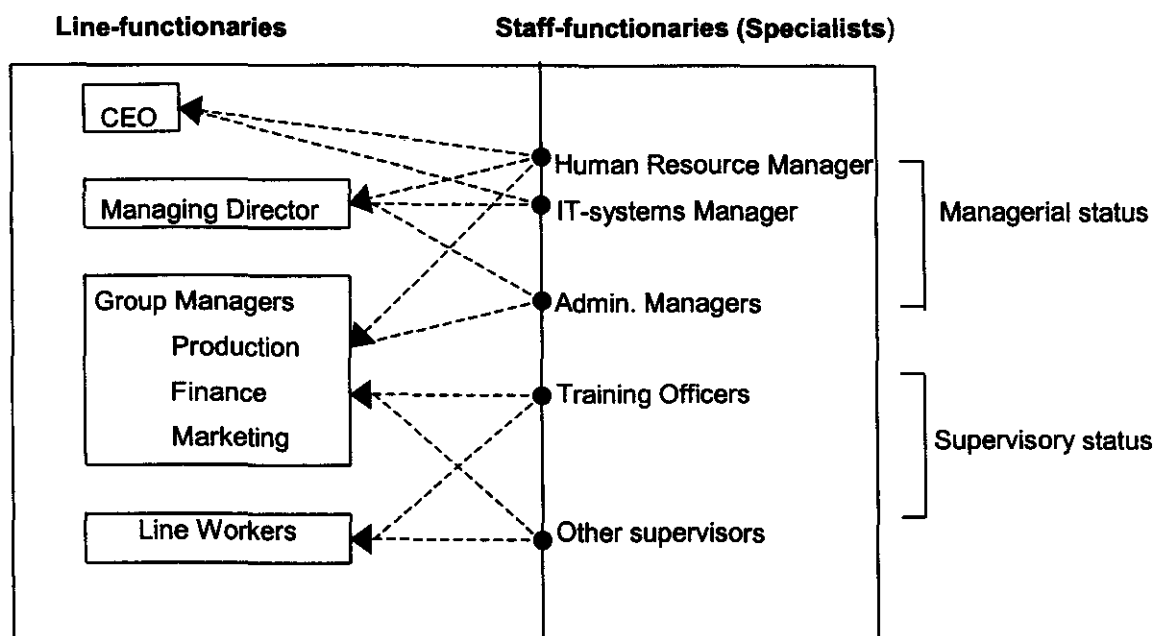 Line-functionaries
Staff-functionaries (Specialists)
CEO
Managing Director
Group Managers
Production
Finance
Marketing
Line Workers
Human Resource Manager
IT-systems Manager
Admin. Managers
Training Officers
Other supervisors
Managerial status
Supervisory status